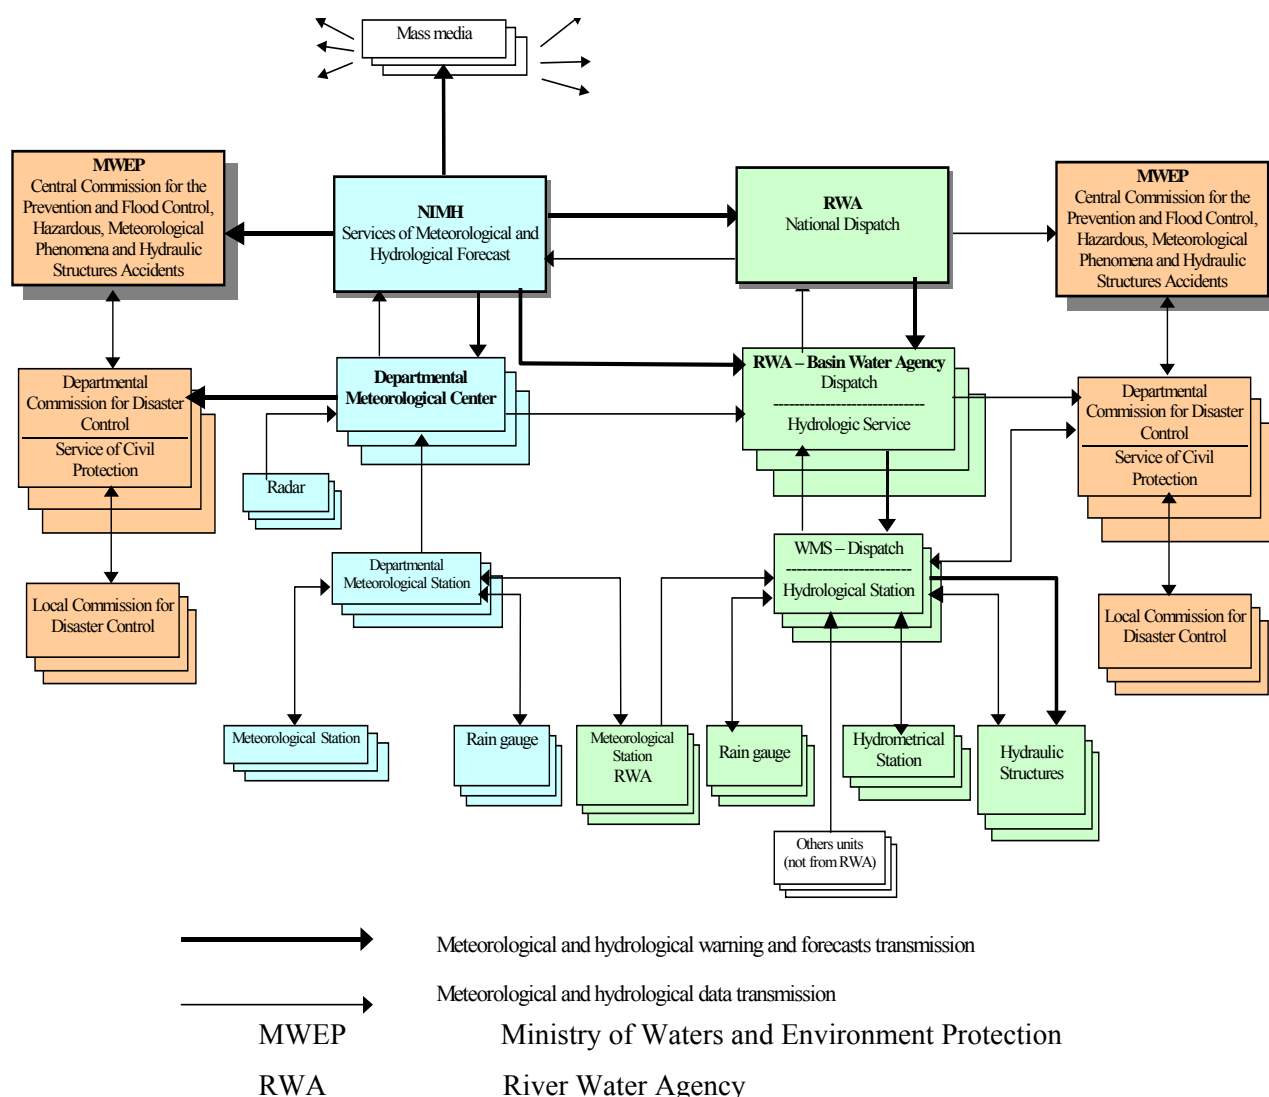 Mass media
MWEP
Central Commission for the
Prevention and Flood Control,
Hazardous, Meteorological
Phenomena and Hydraulic
Structures Accidents
NIMH
Services of Meteorological and
Hydrological Forecast
RWA
National Dispatch
MWEP
Central Commission for the
Prevention and Flood Control,
Hazardous, Meteorological
Phenomena and Hydraulic
Structures Accidents
Departmental
Commission for Disaster
Control
Service of Civil
Protection
Departmental
Meteorological Center
RWA – Basin Water Agency
Dispatch
Hydrologic Service
Departmental
Commission for Disaster
Control
Service of Civil
Protection
Radar
Departmental
Meteorological Station
WMS – Dispatch
Hydrological Station
Local Commission for
Disaster Control
Local Commission for
Disaster Control
Meteorological Station
Rain gauge
Meteorological
Station
RWA
Rain gauge
Hydrometrical
Station
Hydraulic
Structures
Others units
(not from RWA)
Meteorological and hydrological warning and forecasts transmission
Meteorological and hydrological data transmission
MWEP Ministry of Waters and Environment Protection
RWA River Water Agency